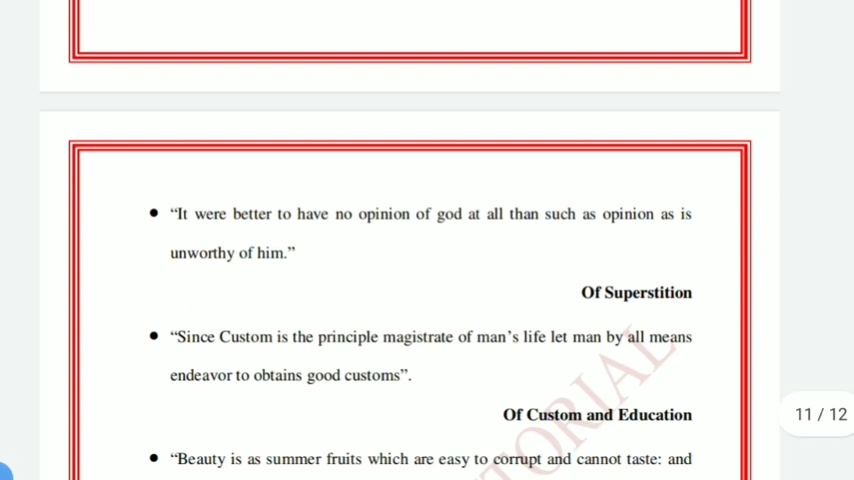 • “It were better to have no opinion of god at all than such as opinion as is
unworthy of him.”
Of Superstition
• “Since Custom is the principle magistrate of man’s life let man by all means
endeavor to obtains good customs”.
Of Custom and Education
11 / 12
• “Beauty is as summer fruits which are easy to corrupt and cannot taste: and